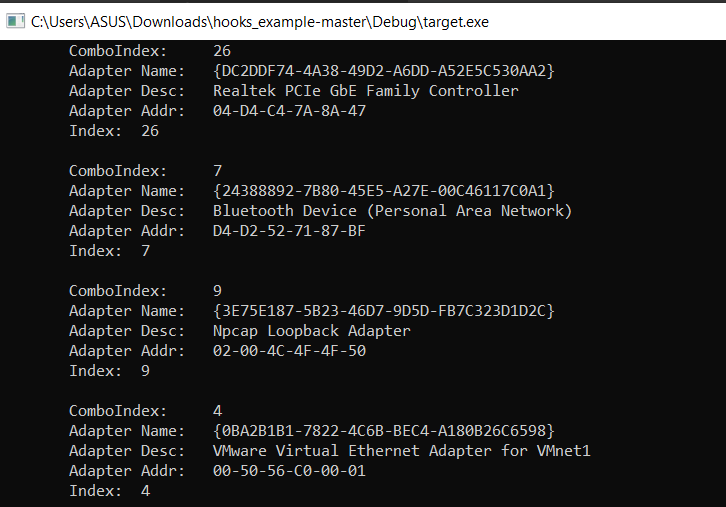 C:\Users\ASUS\Downloads\hooks_example-master\Debug\target.exe
ComboIndex: 26
Adapter Name: {DC2DDF74-4A38-49D2-A6DD-A52E5C530AA2}
Adapter Desc: Realtek PCIe GbE Family Controller
Adapter Addr: 04-D4-C4-7A-8A-47
Index: 26
ComboIndex: 7
Adapter Name: {24388892-7B80-45E5-A27E-00C46117C0A1}
Adapter Desc: Bluetooth Device (Personal Area Network)
Adapter Addr: D4-D2-52-71-87-BF
Index: 7
ComboIndex: 9
Adapter Name: {3E75E187-5B23-46D7-9D5D-FB7C323D1D2C}
Adapter Desc: Npcap Loopback Adapter
Adapter Addr: 02-00-4C-4F-4F-50
Index: 9
ComboIndex: 4
Adapter Name: {0BA2B1B1-7822-4C6B-BEC4-A180B26C6598}
Adapter Desc: VMware Virtual Ethernet Adapter for VMnet1
Adapter Addr: 00-50-56-C0-00-01
Index: 4